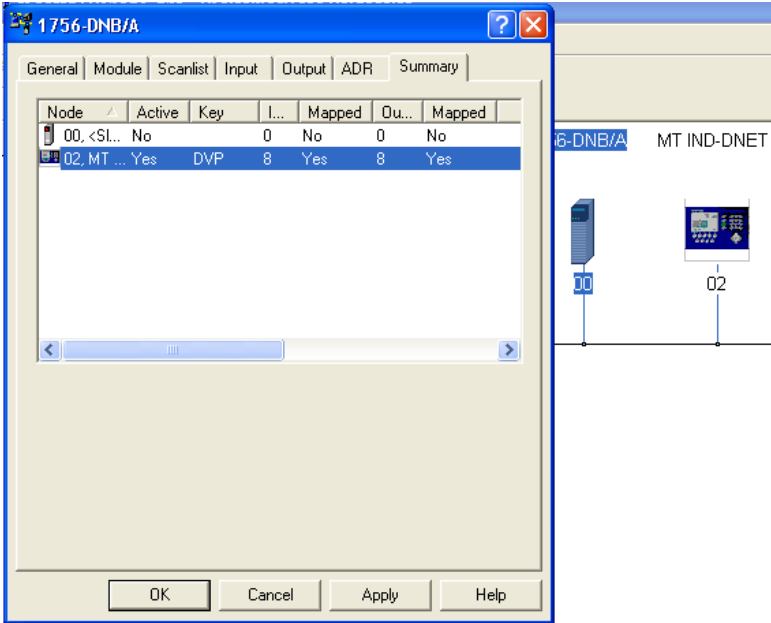 1756-DNB/A
General Module Scanlist Input Output ADR Summary
Node Active Key I... Mapped Ou... Mapped
00, <Sl... No 0 No 0 No
02, MT ... Yes DVP 8 Yes 8 Yes
OK Cancel Apply Help
56-DNB/A MT IND-DNET
00 02